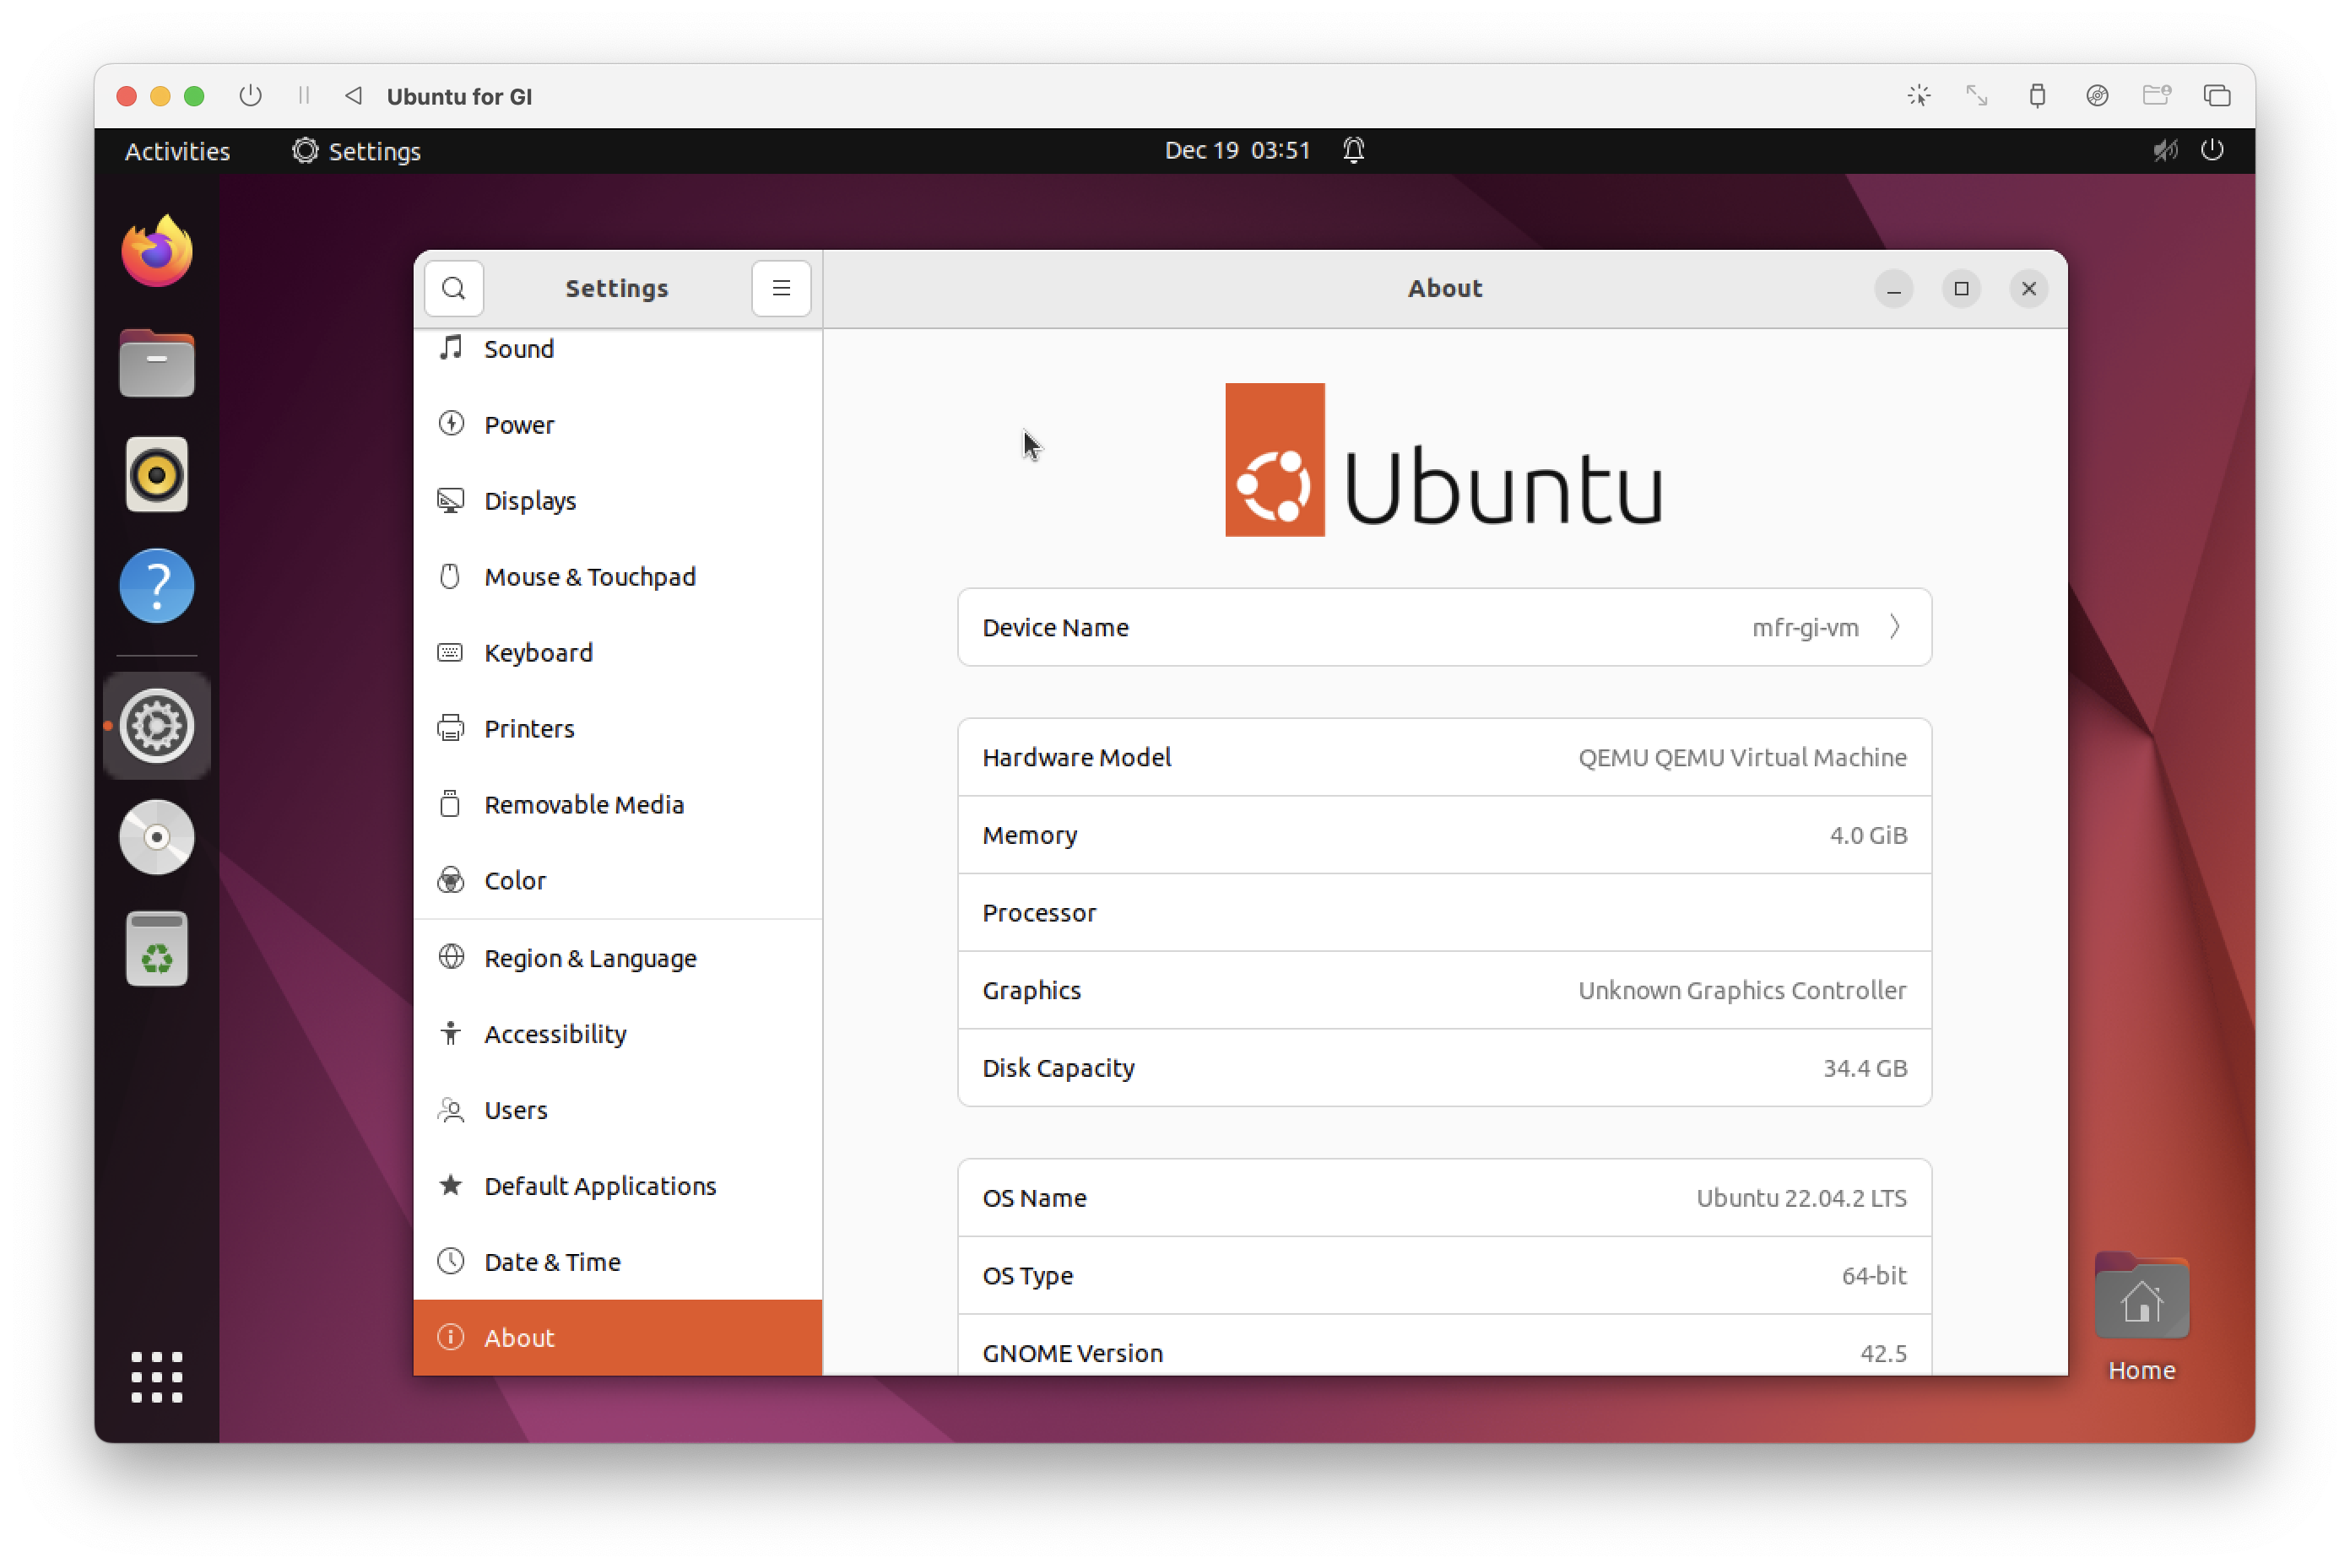 Ubuntu for GI
Activities
Settings
Dec 19 03:51
Settings
About
Sound
Power
Displays
Mouse & Touchpad
Keyboard
Printers
Removable Media
Color
Region & Language
Accessibility
Users
Default Applications
Date & Time
About
Ubuntu
Device Name mfr-gi-vm
Hardware Model QEMU QEMU Virtual Machine
Memory 4.0 GiB
Processor
Graphics Unknown Graphics Controller
Disk Capacity 34.4 GB
OS Name Ubuntu 22.04.2 LTS
OS Type 64-bit
GNOME Version 42.5
Home